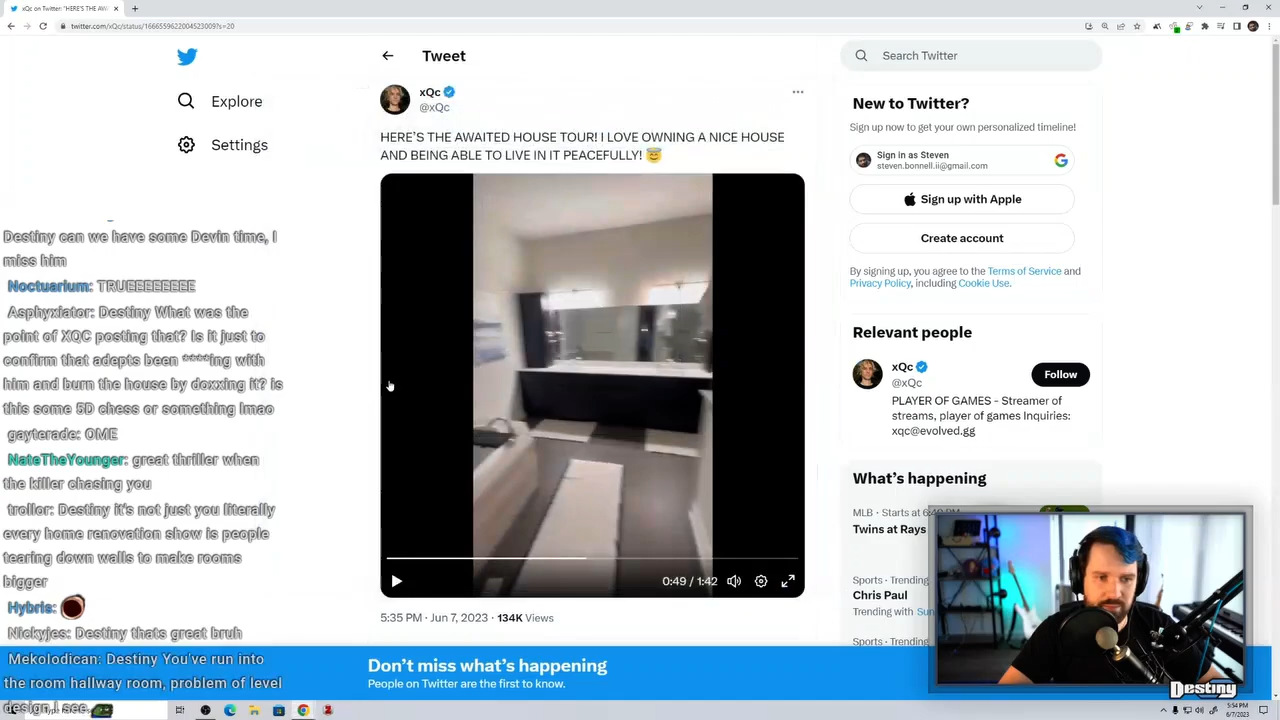 xQc on Twitter: "HERE'S THE AW
twitter.com/xQc/status/1666559622004523009?s=20
Tweet
Search Twitter
Explore
Settings
xQc
@xQc
HERE'S THE AWAITED HOUSE TOUR! I LOVE OWNING A NICE HOUSE
AND BEING ABLE TO LIVE IN IT PEACEFULLY! 😇
0:49 / 1:42
5:35 PM · Jun 7, 2023 · 134K Views
New to Twitter?
Sign up now to get your own personalized timeline!
Sign in as Steven
steven.bonnell.ii@gmail.com
Sign up with Apple
Create account
By signing up, you agree to the Terms of Service and
Privacy Policy, including Cookie Use.
Relevant people
xQc
@xQc
Follow
PLAYER OF GAMES - Streamer of
streams, player of games Inquiries:
xqc@evolved.gg
What's happening
MLB · Starts at 6:40 PM
Twins at Rays
Sports · Trending
Chris Paul
Trending with Sun
Sports · Trending
Destiny can we have some Devin time, I
miss him
Noctuarium: TRUEEEEEEE
Asphyxiator: Destiny What was the
point of XQC posting that? Is it just to
confirm that adepts been ****ing with
him and burn the house by doxxing it? is
this some 5D chess or something lmao
gayterade: OME
NateTheYounger: great thriller when
the killer chasing you
trollor: Destiny it's not just you literally
every home renovation show is people
tearing down walls to make rooms
bigger
Hybris:
Nickyjes: Destiny thats great bruh
Mekolodican: Destiny You've run into
the room hallway room, problem of level
design I see.
Don't miss what's happening
People on Twitter are the first to know.
Destiny
5:54 PM
6/7/2023